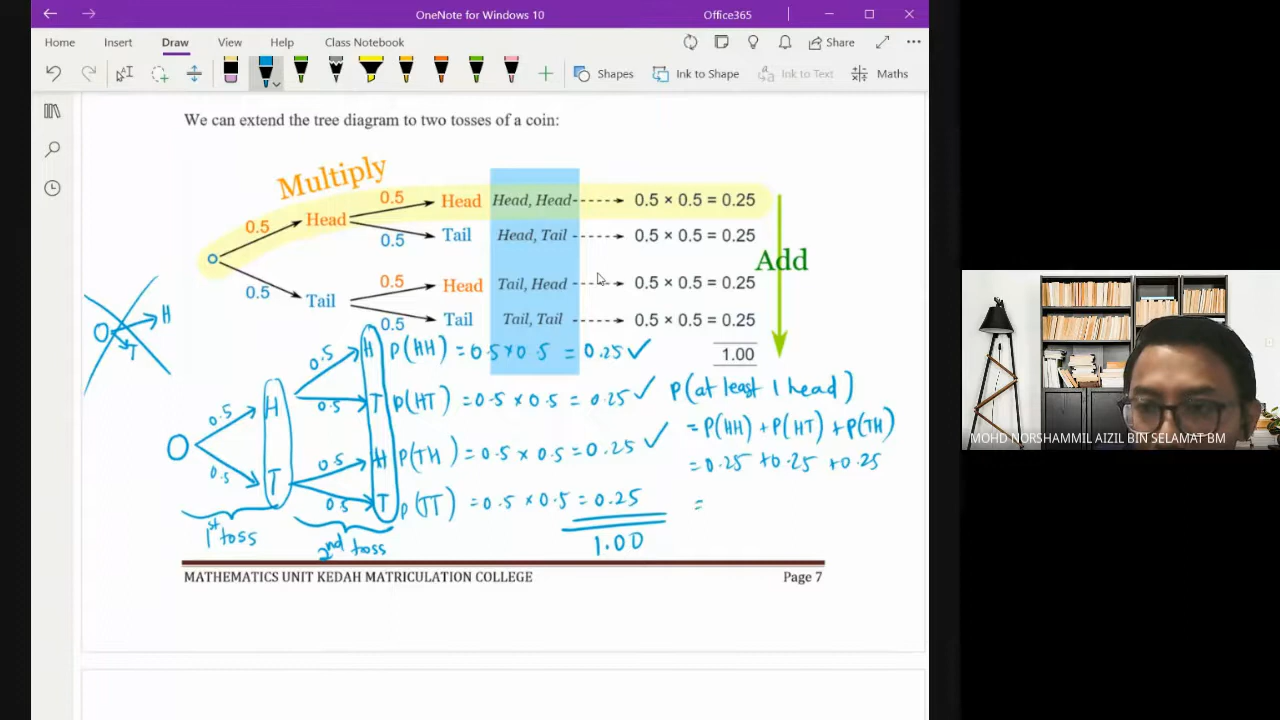 OneNote for Windows 10
Office365
Home Insert Draw View Help Class Notebook
Share
Shapes Ink to Shape Ink to Text Maths
We can extend the tree diagram to two tosses of a coin:
Multiply
0.5 Head 0.5 Head Head, Head 0.5 × 0.5 = 0.25
0.5 Tail Head, Tail 0.5 × 0.5 = 0.25
Add
0.5 Tail 0.5 Head Tail, Head 0.5 × 0.5 = 0.25
0.5 Tail Tail, Tail 0.5 × 0.5 = 0.25
1.00
H
T
0.5 H P(HH) = 0.5 × 0.5 = 0.25 ✓
0.5 H 0.5 T P(HT) = 0.5 × 0.5 = 0.25 ✓
0.5 T 0.5 H P(TH) = 0.5 × 0.5 = 0.25 ✓
0.5 T P(TT) = 0.5 × 0.5 = 0.25
1.00
1st toss
2nd toss
P(at least 1 head)
= P(HH) + P(HT) + P(TH)
= 0.25 + 0.25 + 0.25
=
MATHEMATICS UNIT KEDAH MATRICULATION COLLEGE Page 7
MOHD NORSHAMMIL AIZIL BIN SELAMAT BM